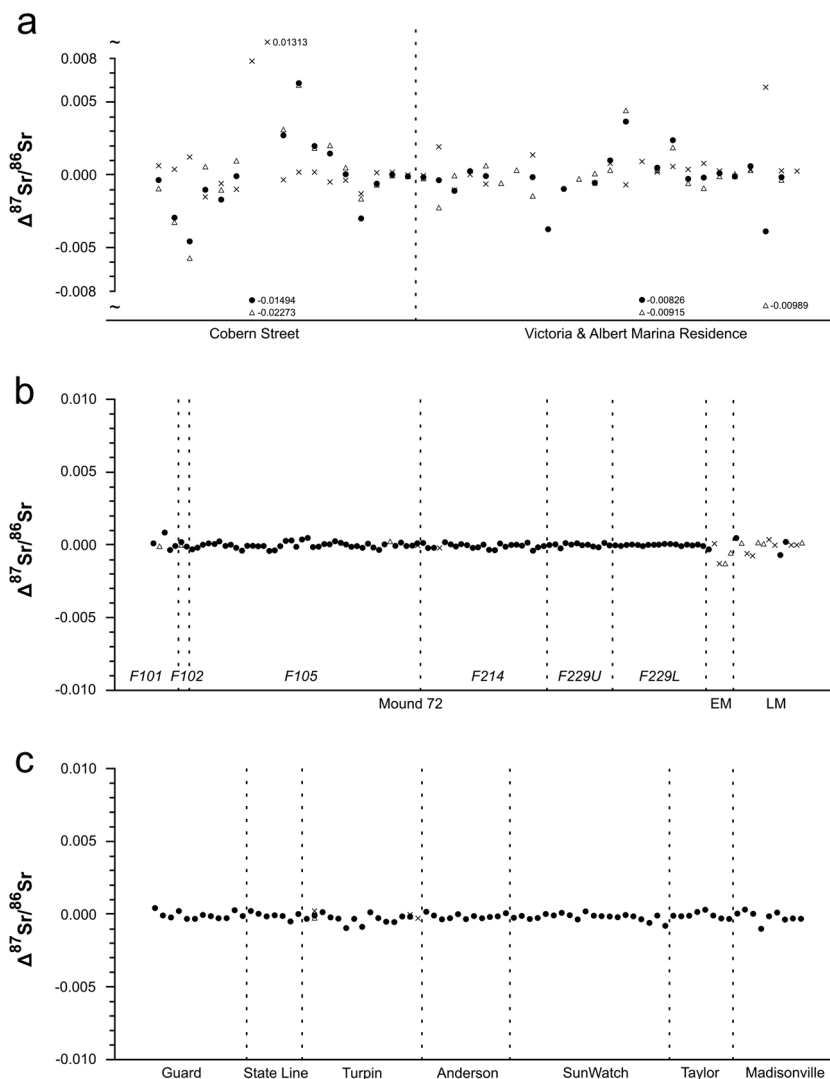 a
~
× 0.01313
0.008
0.005
0.000
-0.005
-0.008
~
● -0.01494
△ -0.02273
● -0.00826
△ -0.00915
△ -0.00989
Δ87Sr/86Sr
Cobern Street
Victoria & Albert Marina Residence
b
0.010
0.005
0.000
-0.005
-0.010
Δ87Sr/86Sr
F101
F102
F105
F214
F229U
F229L
Mound 72
EM
LM
c
0.010
0.005
0.000
-0.005
-0.010
Δ87Sr/86Sr
Guard
State Line
Turpin
Anderson
SunWatch
Taylor
Madisonville